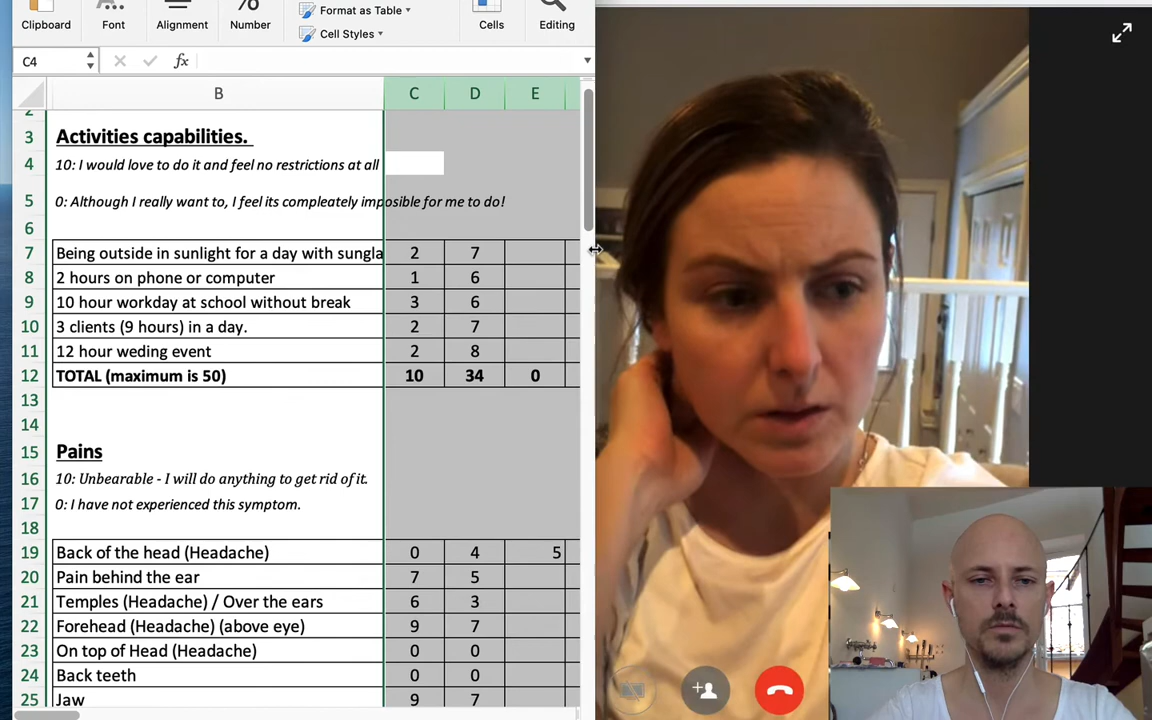 Clipboard Font Alignment Number Format as Table Cell Styles Cells Editing
C4 fx
B C D E
3 Activities capabilities.
4 10: I would love to do it and feel no restrictions at all
5 0: Although I really want to, I feel its compleately imposible for me to do!
6
7 Being outside in sunlight for a day with sungla 2 7
8 2 hours on phone or computer 1 6
9 10 hour workday at school without break 3 6
10 3 clients (9 hours) in a day. 2 7
11 12 hour weding event 2 8
12 TOTAL (maximum is 50) 10 34 0
13
14
15 Pains
16 10: Unbearable - I will do anything to get rid of it.
17 0: I have not experienced this symptom.
18
19 Back of the head (Headache) 0 4 5
20 Pain behind the ear 7 5
21 Temples (Headache) / Over the ears 6 3
22 Forehead (Headache) (above eye) 9 7
23 On top of Head (Headache) 0 0
24 Back teeth 0 0
25 Jaw 9 7